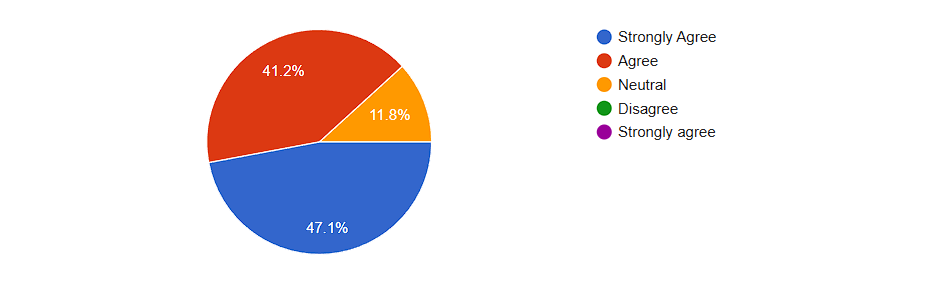 41.2%
11.8%
47.1%
Strongly Agree
Agree
Neutral
Disagree
Strongly agree